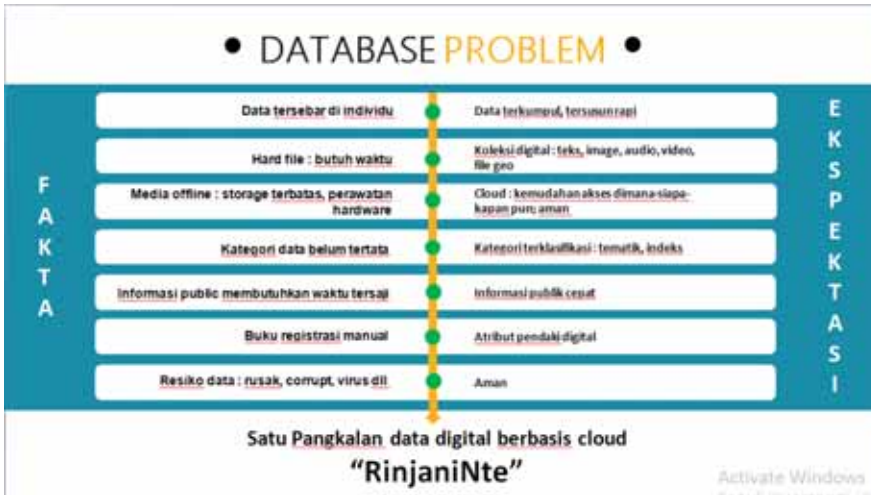 • DATABASE PROBLEM •
FAKTA
EKSPEKTASI
Data tersebar di individu
Data terkumpul, tersusun rapi
Hard file : butuh waktu
Koleksi digital : teks, image, audio, video,
file geo
Media offline : storage terbatas, perawatan
hardware
Cloud : kemudahan akses dimana-siapa-
kapan pun; aman
Kategori data belum tertata
Kategori terklasifikasi : tematik, indeks
Informasi public membutuhkan waktu tersaji
Informasi publik cepat
Buku registrasi manual
Atribut pendaki digital
Resiko data : rusak, corrupt, virus dll
Aman
Satu Pangkalan data digital berbasis cloud
“RinjaniNte”
Activate Windows